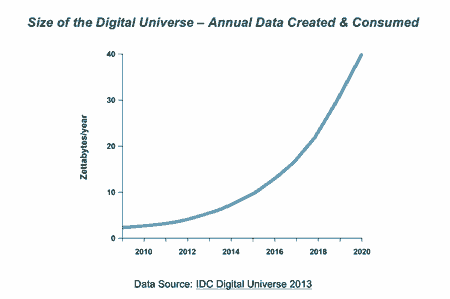 Size of the Digital Universe – Annual Data Created & Consumed
40
30
20
10
0
Zettabytes/year
2010 2012 2014 2016 2018 2020
Data Source: IDC Digital Universe 2013